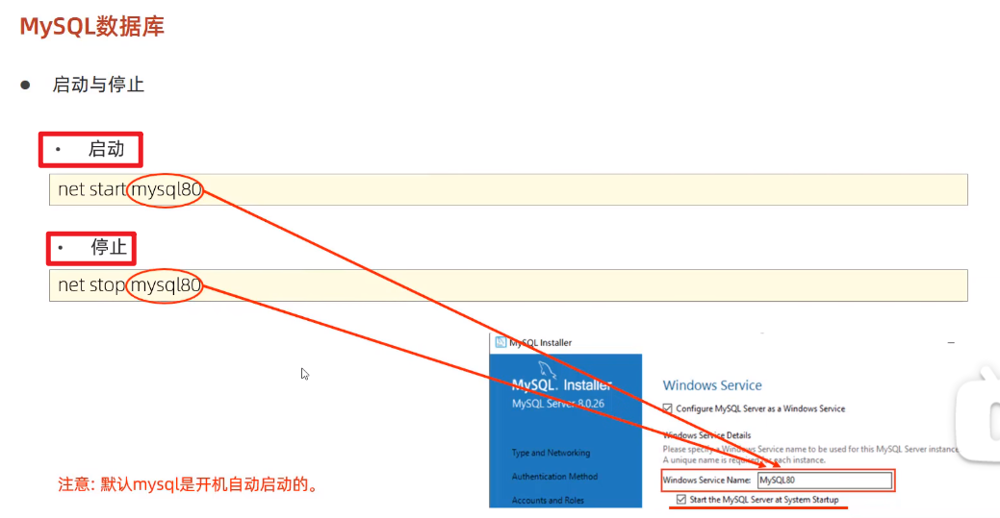 MySQL数据库
● 启动与停止
• 启动
net start mysql80
• 停止
net stop mysql80
MySQL Installer
MySQL. Installer
MySQL Server 8.0.26
Windows Service
Configure MySQL Server as a Windows Service
Windows Service Details
Please specify a Windows Service name to be used for this MySQL Server instance
A unique name is required for each instance.
Type and Networking
Windows Service Name: MySQL80
Authentication Method
Start the MySQL Server at System Startup
Accounts and Roles
注意: 默认mysql是开机自动启动的。